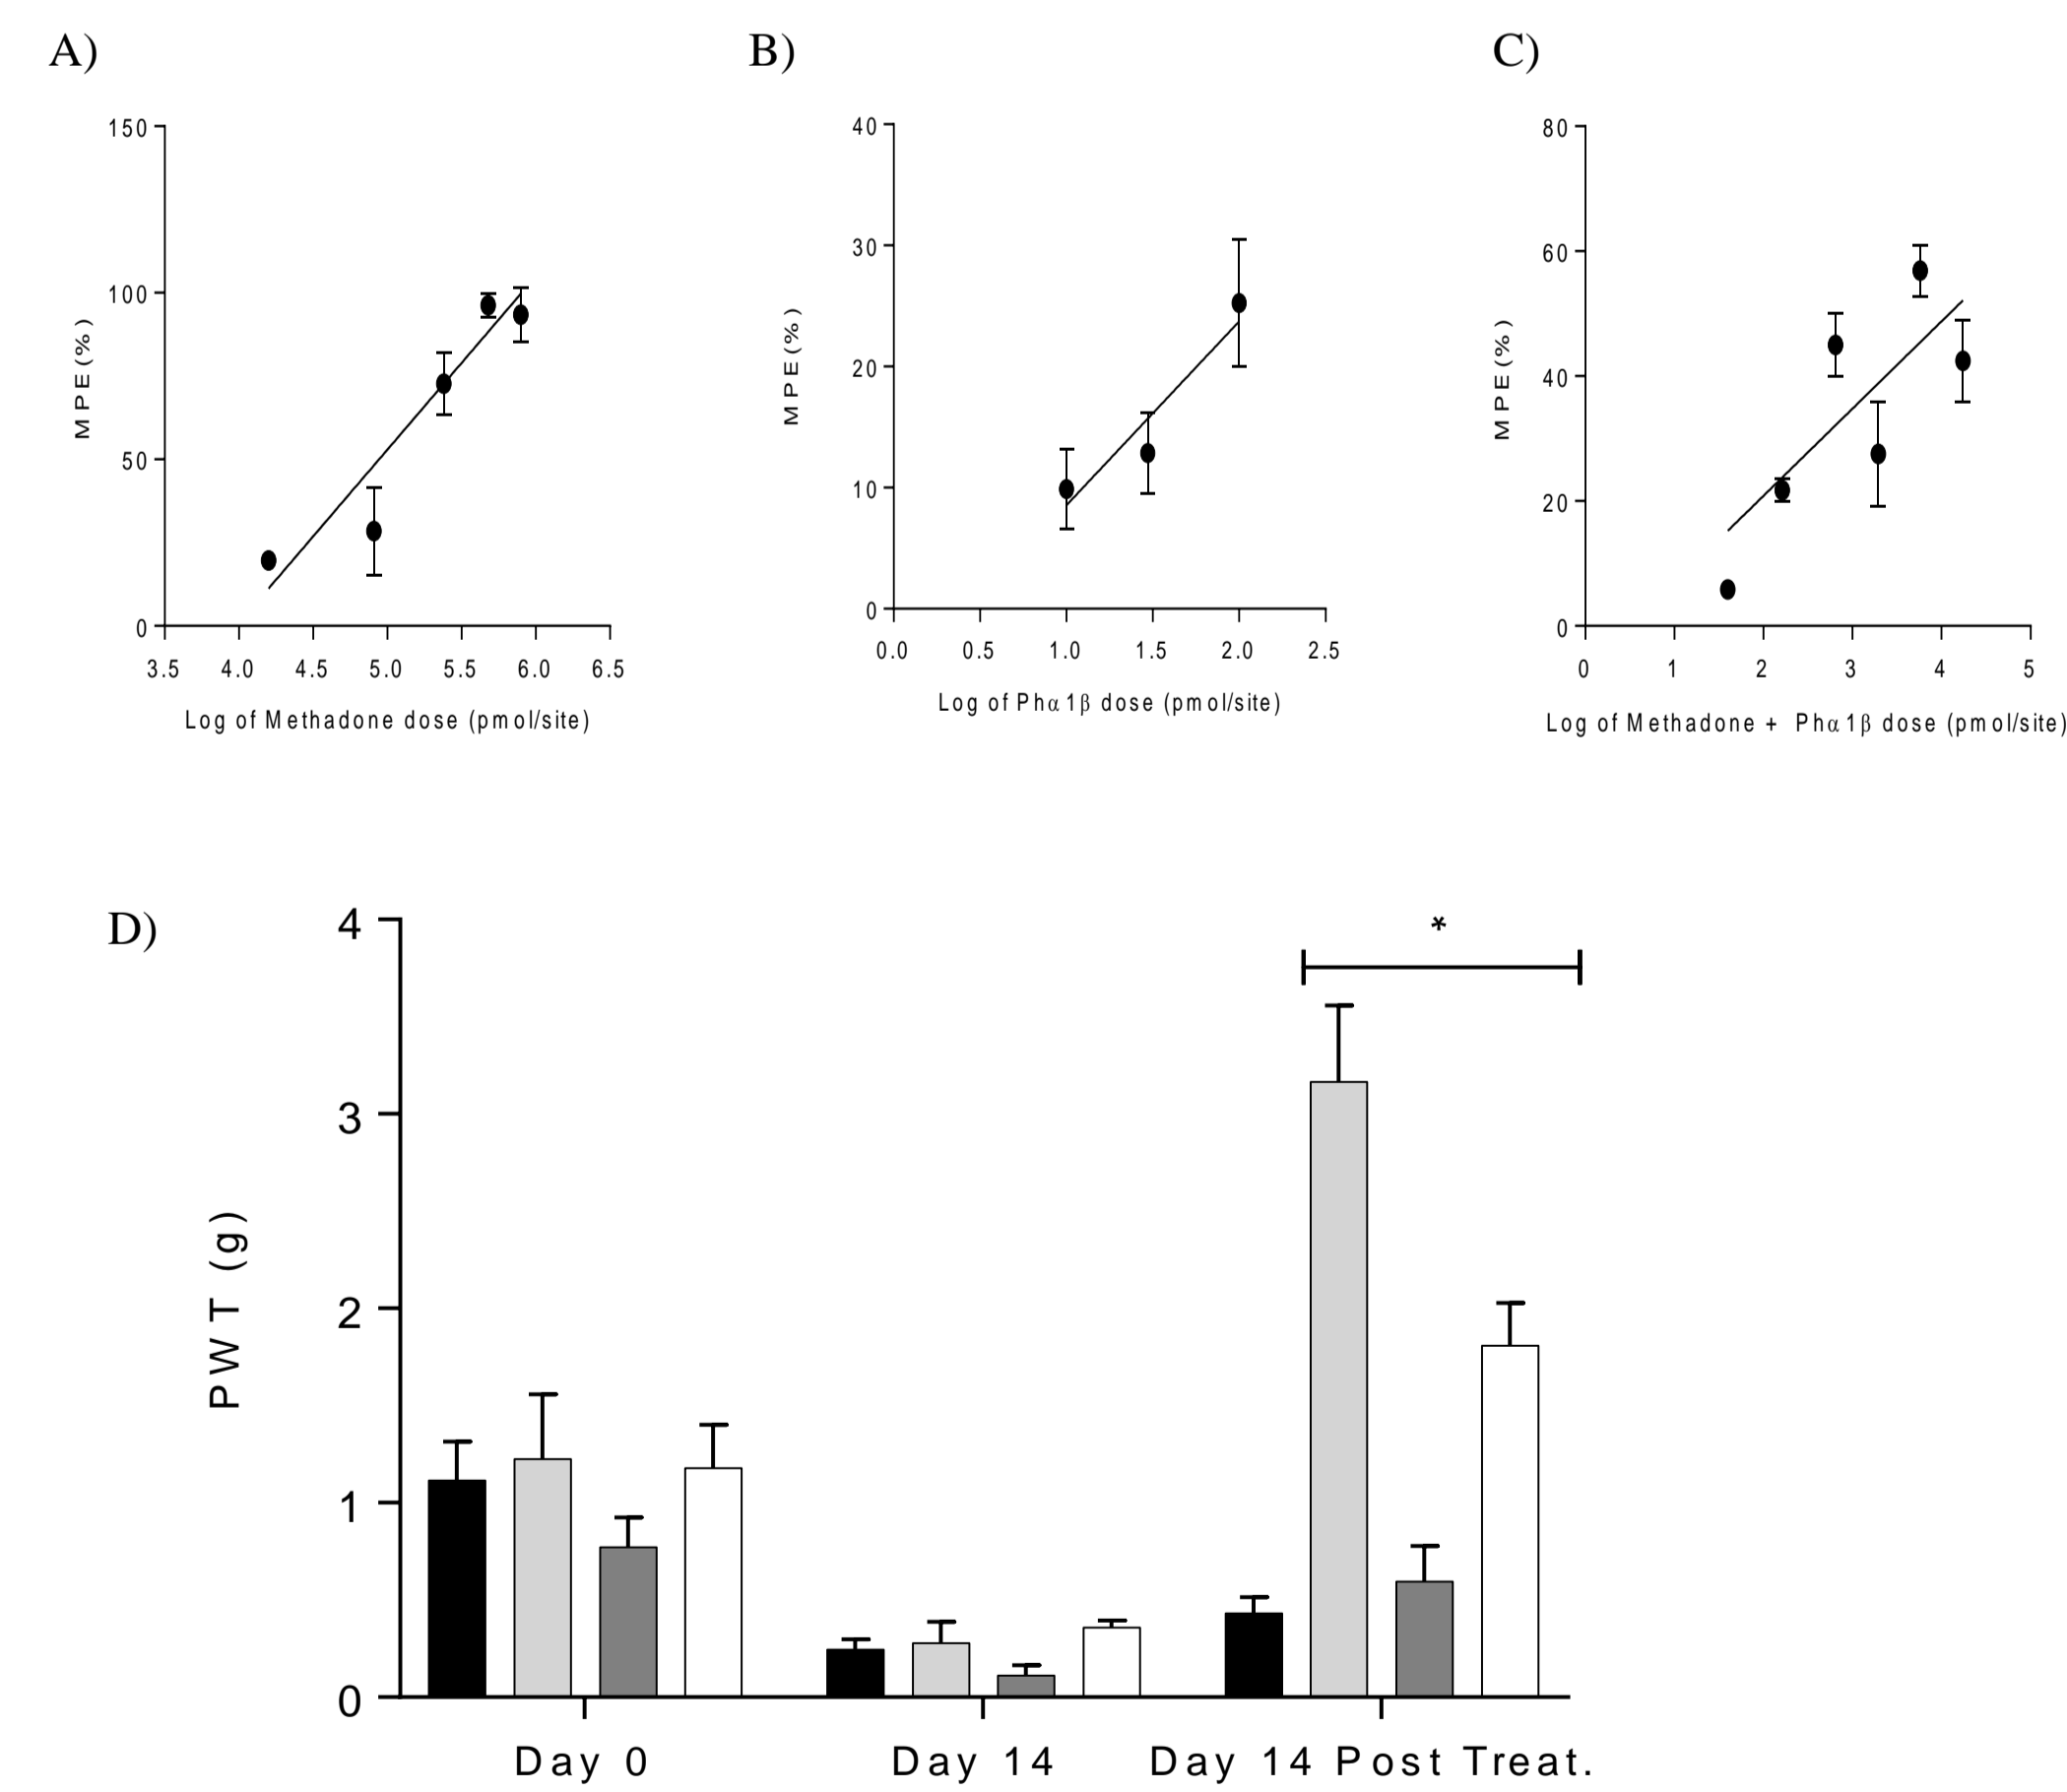 A)
B)
C)
150
100
50
0
MPE(%)
3.5 4.0 4.5 5.0 5.5 6.0 6.5
Log of Methadone dose (pmol/site)
40
30
20
10
0
MPE(%)
0.0 0.5 1.0 1.5 2.0 2.5
Log of Phα1β dose (pmol/site)
80
60
40
20
0
MPE(%)
0 1 2 3 4 5
Log of Methadone + Phα1β dose (pmol/site)
D)
4
3
2
1
0
PWT (g)
*
Day 0 Day 14 Day 14 Post Treat.